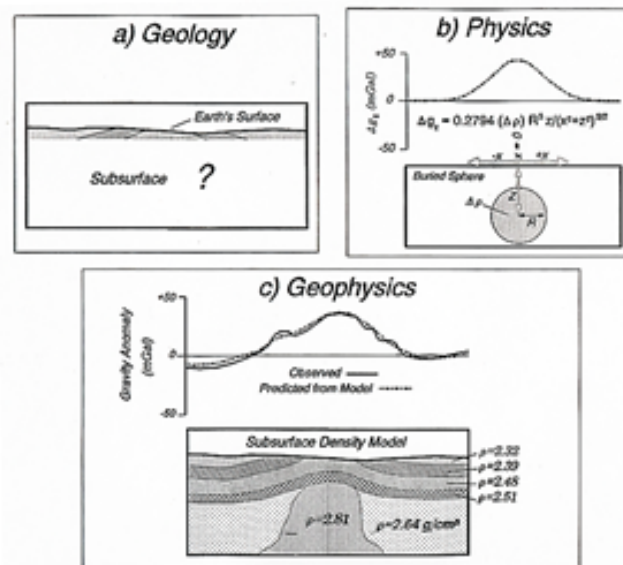 a) Geology
Earth's Surface
Subsurface ?
b) Physics
+50
0
-50
Δg_z (mGal)
Δg_z = 0.2794 (Δρ) R³ z/(x²+z²)^3/2
-x +x
Buried Sphere
Z
Δρ
R
c) Geophysics
+50
0
-50
Gravity Anomaly
(mGal)
Observed
Predicted from Model
Subsurface Density Model
ρ=2.32
ρ=2.39
ρ=2.48
ρ=2.51
ρ=2.81
ρ=2.64 g/cm³